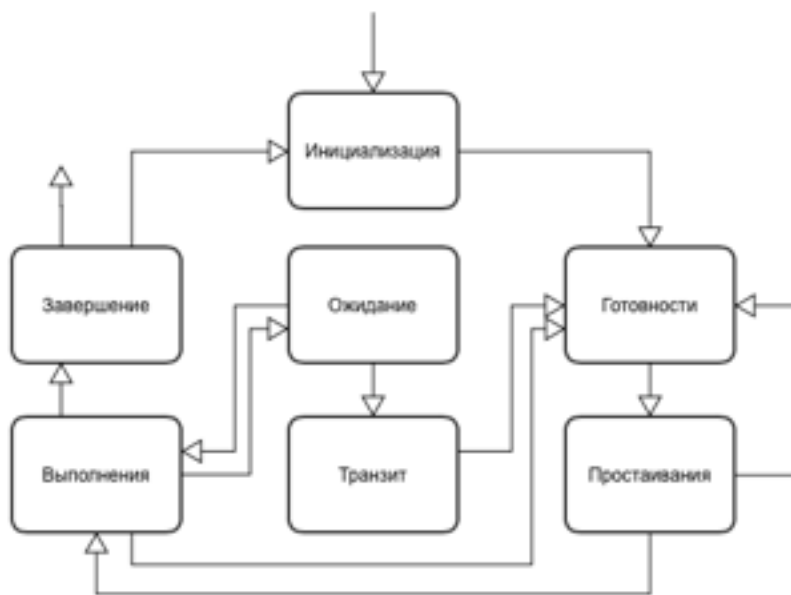 Инициализация
Завершение
Ожидание
Готовности
Выполнения
Транзит
Простаивания